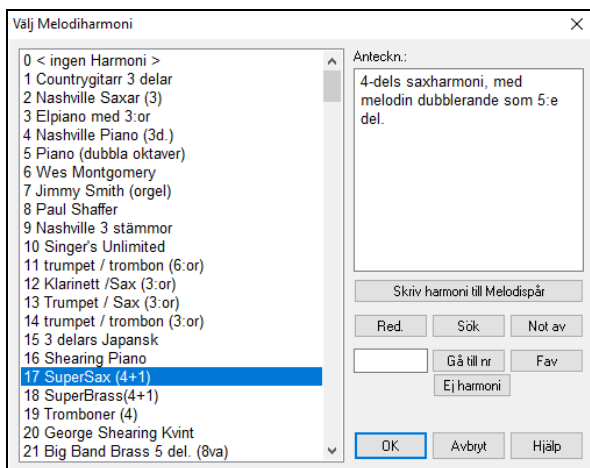 Välj Melodiharmoni
0 < ingen Harmoni >
1 Countrygitarr 3 delar
2 Nashville Saxar (3)
3 Elpiano med 3:or
4 Nashville Piano (3d.)
5 Piano (dubbla oktaver)
6 Wes Montgomery
7 Jimmy Smith (orgel)
8 Paul Shaffer
9 Nashville 3 stämmor
10 Singer's Unlimited
11 trumpet / trombon (6:or)
12 Klarinett /Sax (3:or)
13 Trumpet / Sax (3:or)
14 trumpet / trombon (3:or)
15 3 delars Japansk
16 Shearing Piano
17 SuperSax (4+1)
18 SuperBrass(4+1)
19 Tromboner (4)
20 George Shearing Kvint
21 Big Band Brass 5 del. (8va)
Anteckn.:
4-dels saxharmoni, med
melodin dubblerande som 5:e
del.
Skriv harmoni till Melodispår
Red. Sök Not av
Gå till nr Fav
Ej harmoni
OK Avbryt Hjälp